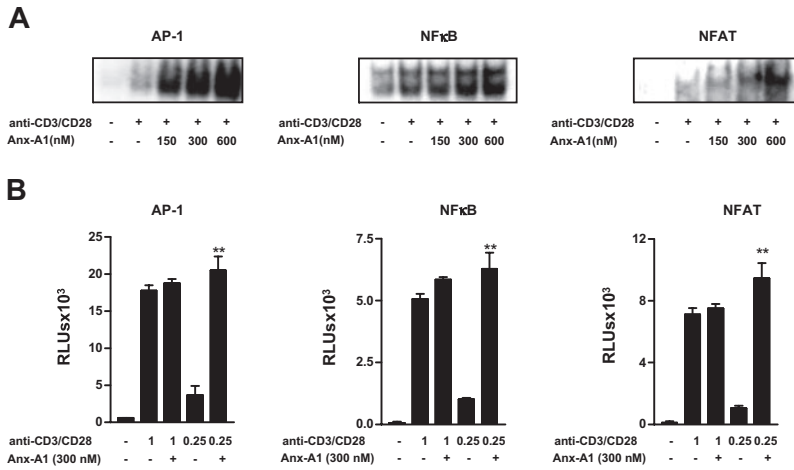 A
AP-1 NFκB NFAT
anti-CD3/CD28 - + + + + anti-CD3/CD28 - + + + + anti-CD3/CD28 - + + + +
Anx-A1(nM) - - 150 300 600 Anx-A1(nM) - - 150 300 600 Anx-A1(nM) - - 150 300 600
B
AP-1 NFκB NFAT
RLUsx10³
25
20
15
10
5
0
**
anti-CD3/CD28 - 1 1 0.25 0.25
Anx-A1 (300 nM) - - + - +
RLUsx10³
7.5
5.0
2.5
0.0
**
anti-CD3/CD28 - 1 1 0.25 0.25
Anx-A1 (300 nM) - - + - +
RLUsx10³
12
8
4
0
**
anti-CD3/CD28 - 1 1 0.25 0.25
Anx-A1 (300 nM) - - + - +